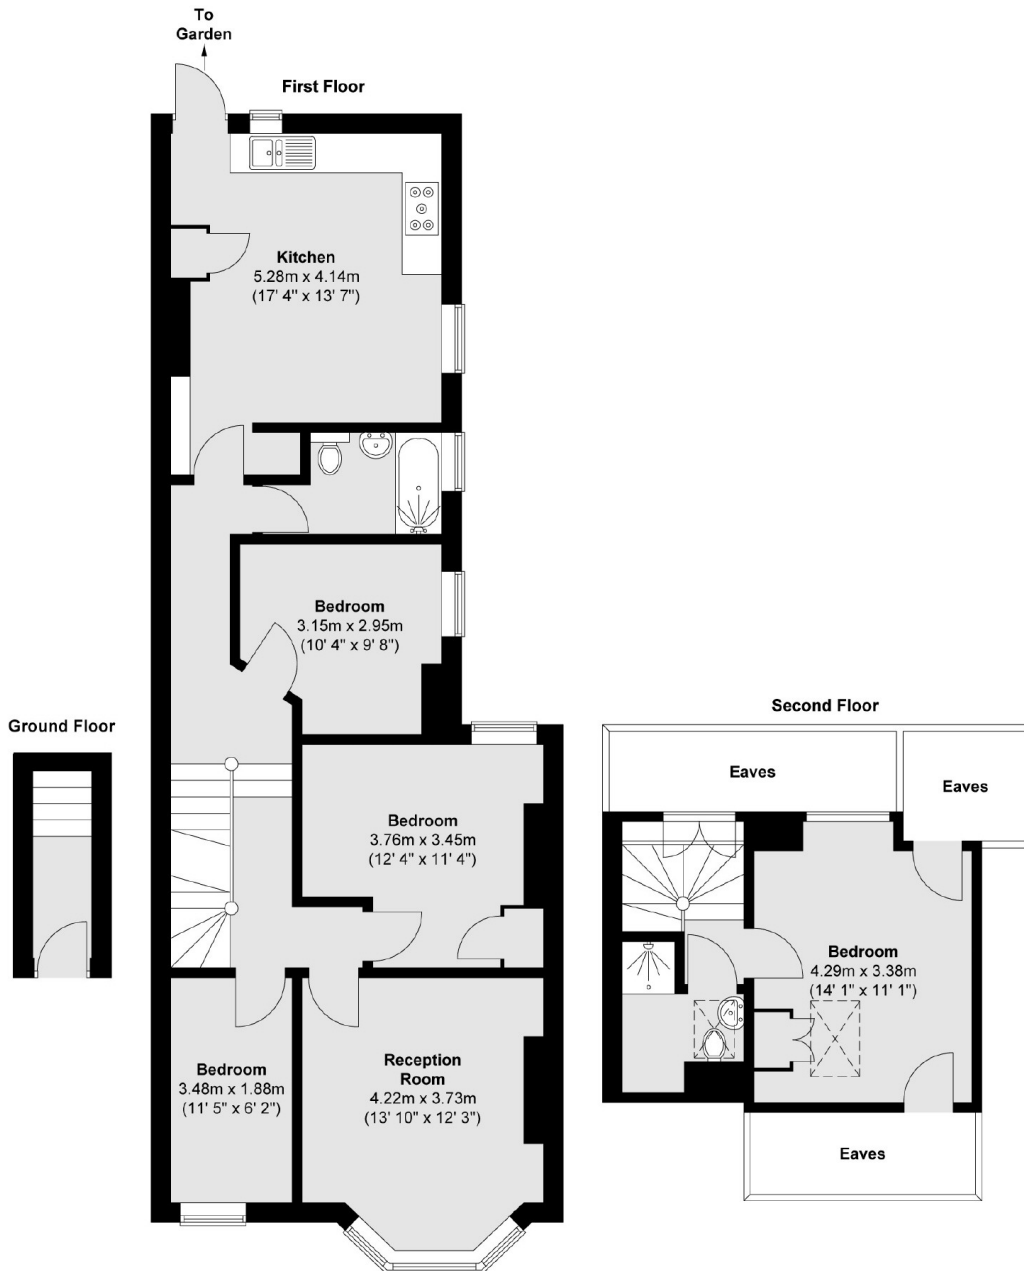 To
Garden
First Floor
Kitchen
5.28m x 4.14m
(17' 4" x 13' 7")
Bedroom
3.15m x 2.95m
(10' 4" x 9' 8")
Ground Floor
Second Floor
Eaves
Eaves
Bedroom
3.76m x 3.45m
(12' 4" x 11' 4")
Bedroom
4.29m x 3.38m
(14' 1" x 11' 1")
Bedroom
3.48m x 1.88m
(11' 5" x 6' 2")
Reception
Room
4.22m x 3.73m
(13' 10" x 12' 3")
Eaves